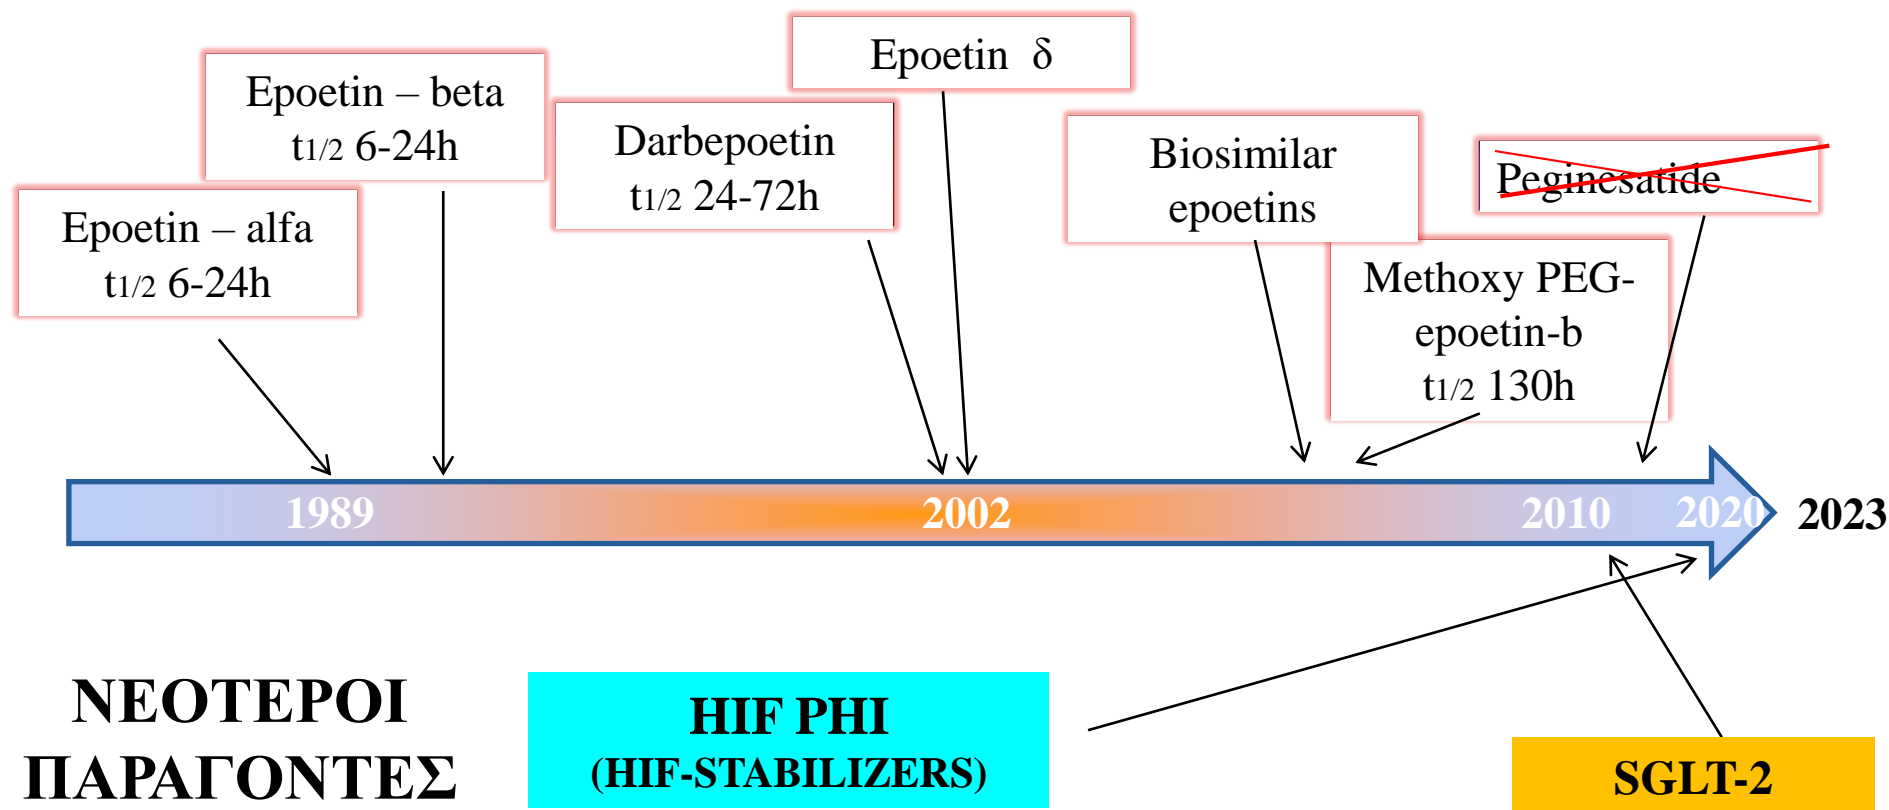 Epoetin δ
Epoetin – beta
t1/2 6-24h
Darbepoetin
t1/2 24-72h
Biosimilar
epoetins
Peginesatide
Epoetin – alfa
t1/2 6-24h
Methoxy PEG-
epoetin-b
t1/2 130h
1989
2002
2010
2020
2023
ΝΕΟΤΕΡΟΙ
ΠΑΡΑΓΟΝΤΕΣ
HIF PHI
(HIF-STABILIZERS)
SGLT-2